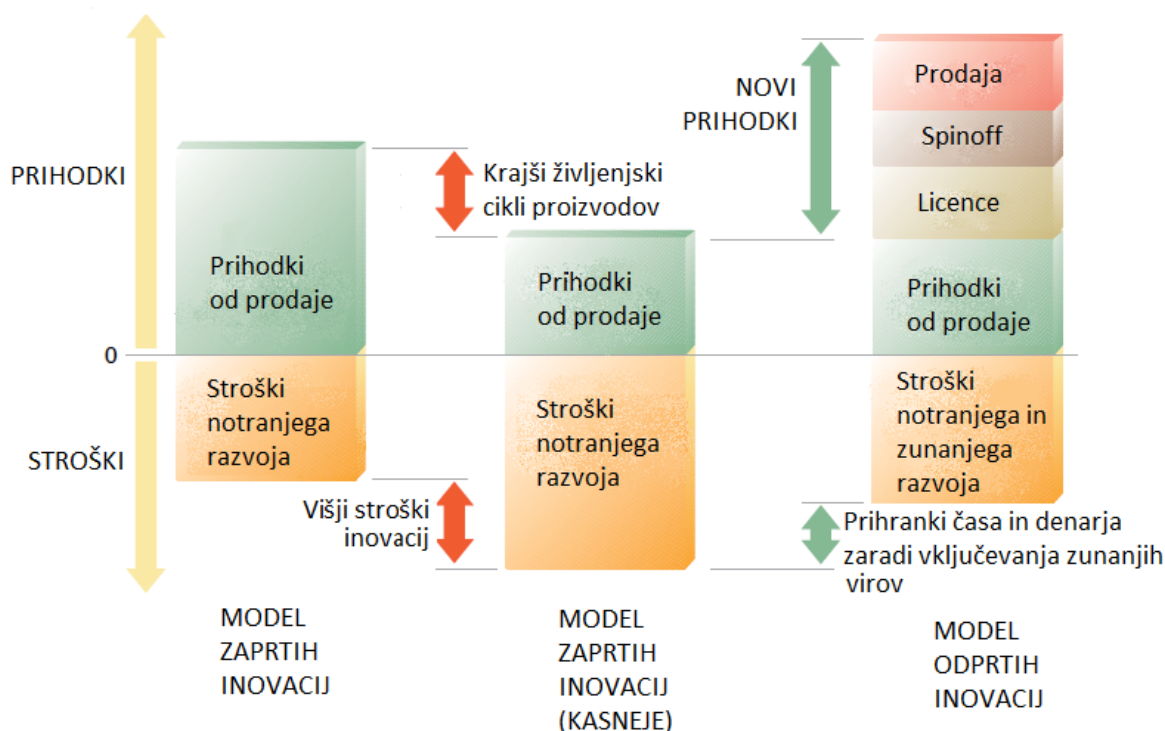 PRIHODKI
0
STROŠKI
Prihodki
od prodaje
Stroški
notranjega
razvoja
Krajši življenjski
cikli proizvodov
Višji stroški
inovacij
Prihodki
od prodaje
Stroški
notranjega
razvoja
NOVI
PRIHODKI
Prodaja
Spinoff
Licence
Prihodki
od prodaje
Stroški
notranjega in
zunanjega
razvoja
Prihranki časa in denarja
zaradi vključevanja zunanjih
virov
MODEL
ZAPRTIH
INOVACIJ
MODEL
ZAPRTIH
INOVACIJ
(KASNEJE)
MODEL
ODPRTIH
INOVACIJ